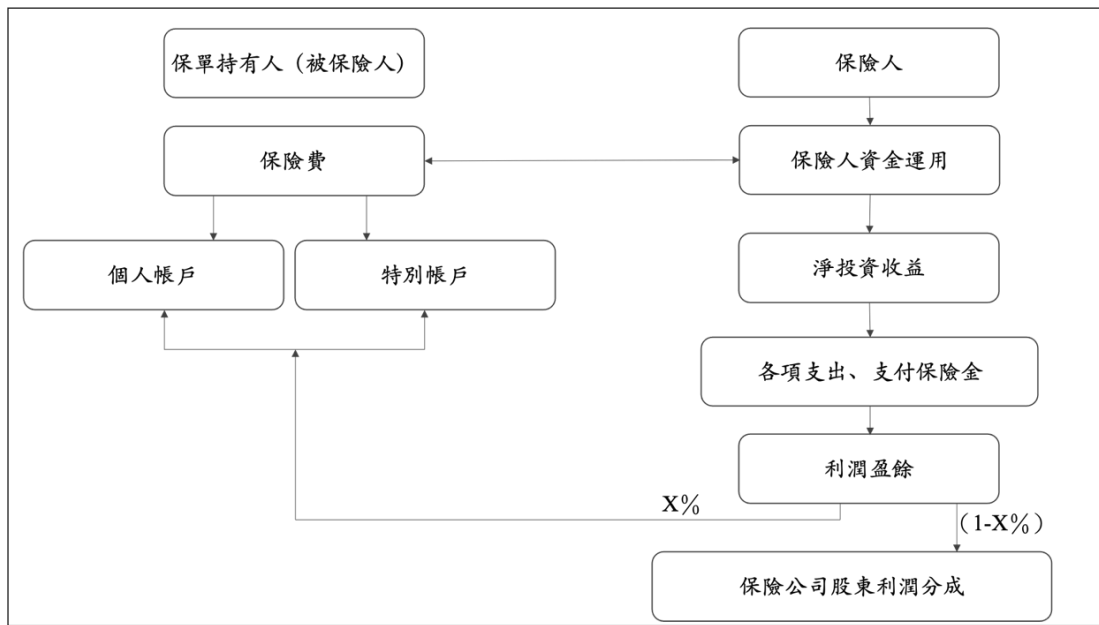 保單持有人（被保險人）
保險人
保險費
保險人資金運用
個人帳戶
特別帳戶
淨投資收益
各項支出、支付保險金
利潤盈餘
X%
（1-X%）
保險公司股東利潤分成